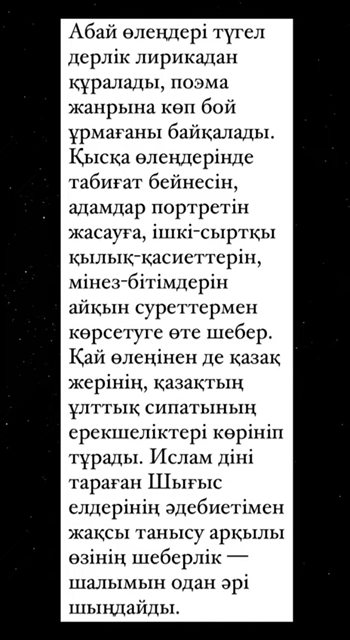 Абай өлеңдері түгел
дерлік лирикадан
құралады, поэма
жанрына көп бой
ұрмағаны байқалады.
Қысқа өлеңдерінде
табиғат бейнесін,
адамдар портретін
жасауға, ішкі-сыртқы
қылық-қасиеттерін,
мінез-бітімдерін
айқын суреттермен
көрсетуге өте шебер.
Қай өлеңінен де қазақ
жерінің, қазақтың
ұлттық сипатының
ерекшеліктері көрініп
тұрады. Ислам діні
тараған Шығыс
елдерінің әдебиетімен
жақсы танысу арқылы
өзінің шеберлік —
шалымын одан әрі
шыңдайды.